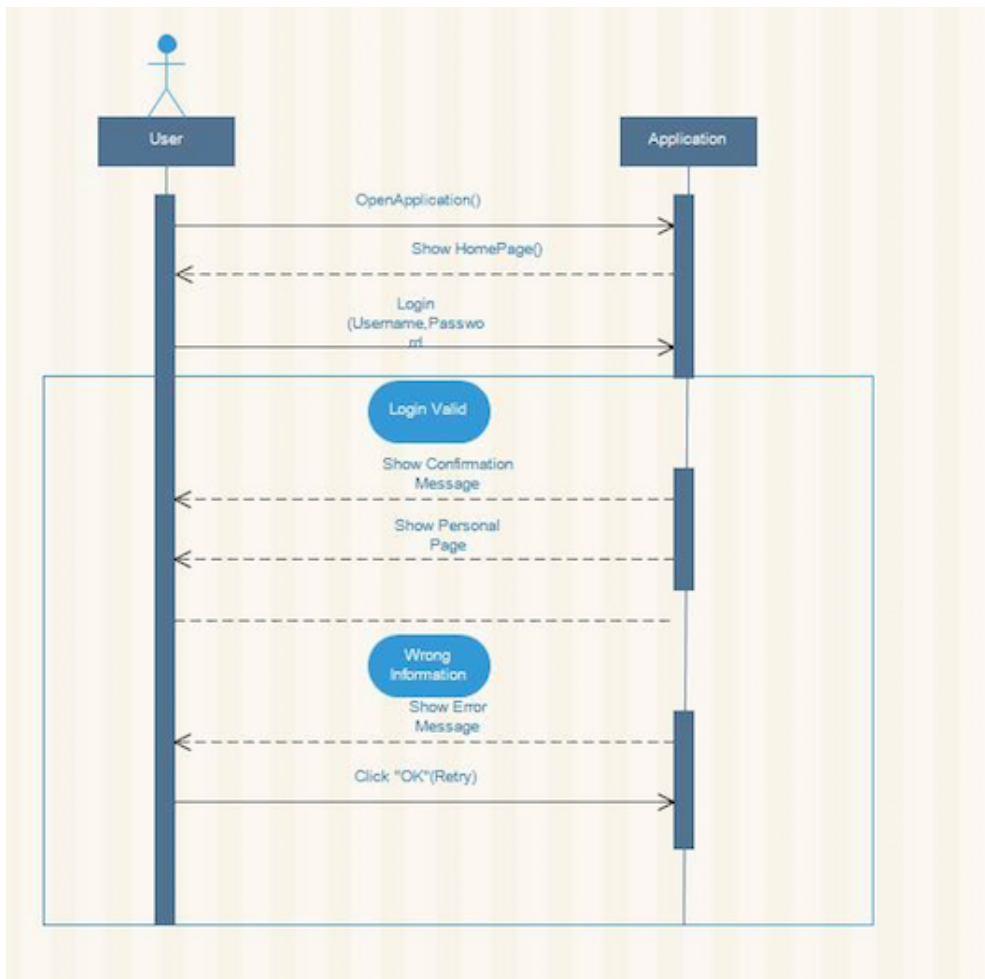 User
Application
OpenApplication()
Show HomePage()
Login
(Username,Passwo
rd
Login Valid
Show Confirmation
Message
Show Personal
Page
Wrong
Information
Show Error
Message
Click "OK"(Retry)